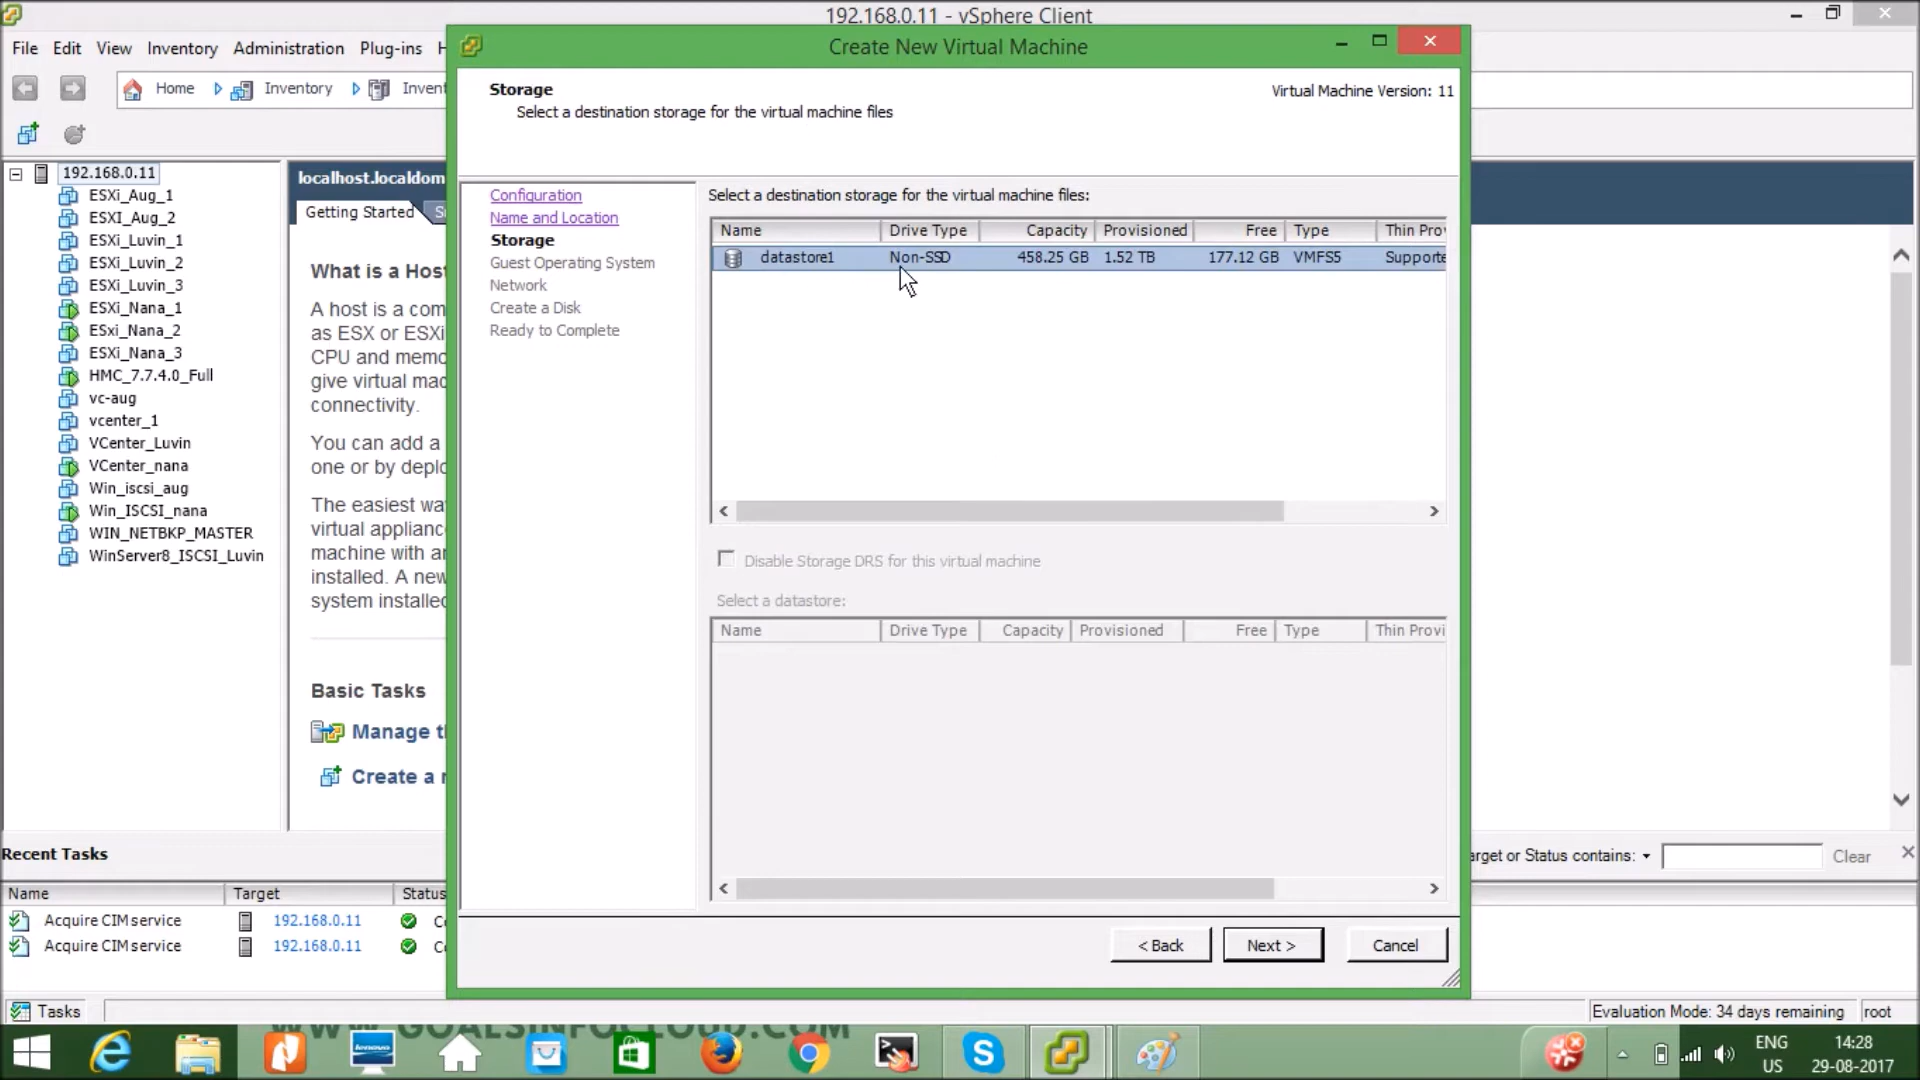 192.168.0.11 - vSphere Client
File Edit View Inventory Administration Plug-ins H
Home Inventory Invent
Create New Virtual Machine
Storage
Select a destination storage for the virtual machine files
Virtual Machine Version: 11
192.168.0.11
ESXi_Aug_1
ESXI_Aug_2
ESXi_Luvin_1
ESXi_Luvin_2
ESXi_Luvin_3
ESXi_Nana_1
ESxi_Nana_2
ESXi_Nana_3
HMC_7.7.4.0_Full
vc-aug
vcenter_1
VCenter_Luvin
VCenter_nana
Win_iscsi_aug
Win_ISCSI_nana
WIN_NETBKP_MASTER
WinServer8_ISCSI_Luvin
localhost.localdom
Getting Started
What is a Hos
A host is a com
as ESX or ESXi
CPU and memo
give virtual mac
connectivity.
You can add a
one or by deplo
The easiest wa
virtual applianc
machine with an
installed. A new
system installed
Basic Tasks
Manage t
Create a
Configuration
Name and Location
Storage
Guest Operating System
Network
Create a Disk
Ready to Complete
Select a destination storage for the virtual machine files:
Name Drive Type Capacity Provisioned Free Type Thin Prov
datastore1 Non-SSD 458.25 GB 1.52 TB 177.12 GB VMFS5 Supporte
Disable Storage DRS for this virtual machine
Select a datastore:
Name Drive Type Capacity Provisioned Free Type Thin Provi
< Back Next > Cancel
Recent Tasks
arget or Status contains: Clear
Name Target Status
Acquire CIM service 192.168.0.11 C
Acquire CIM service 192.168.0.11 C
Tasks
Evaluation Mode: 34 days remaining root
WWW.GOALSINFOCLOUD.COM
ENG
US
14:28
29-08-2017